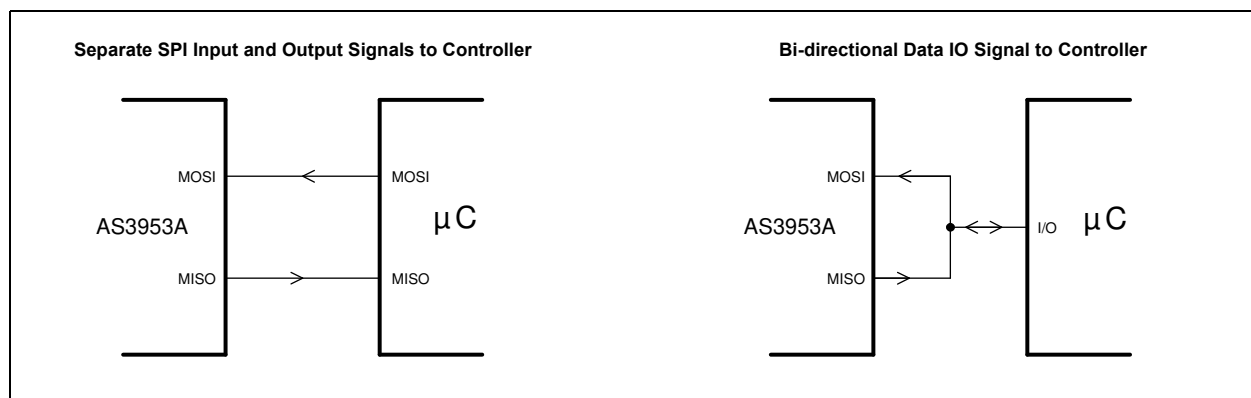 Separate SPI Input and Output Signals to Controller
MOSI
MOSI
AS3953A
µC
MISO
MISO
Bi-directional Data IO Signal to Controller
MOSI
AS3953A
I/O
µC
MISO